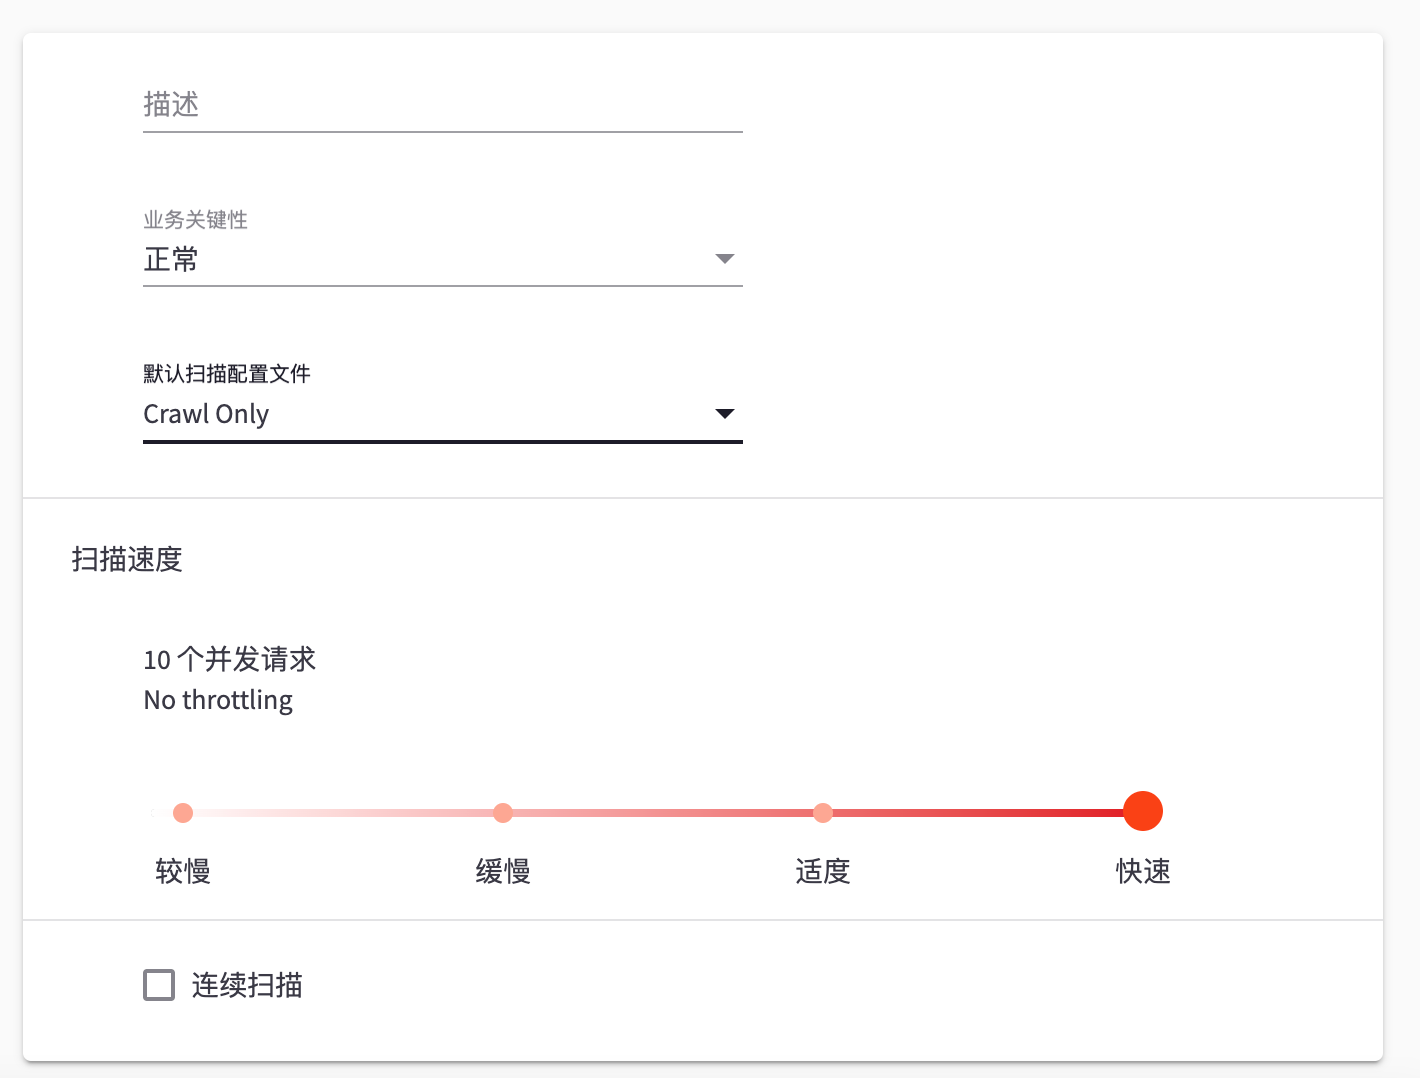 描述
业务关键性
正常
默认扫描配置文件
Crawl Only
扫描速度
10 个并发请求
No throttling
较慢 缓慢 适度 快速
连续扫描